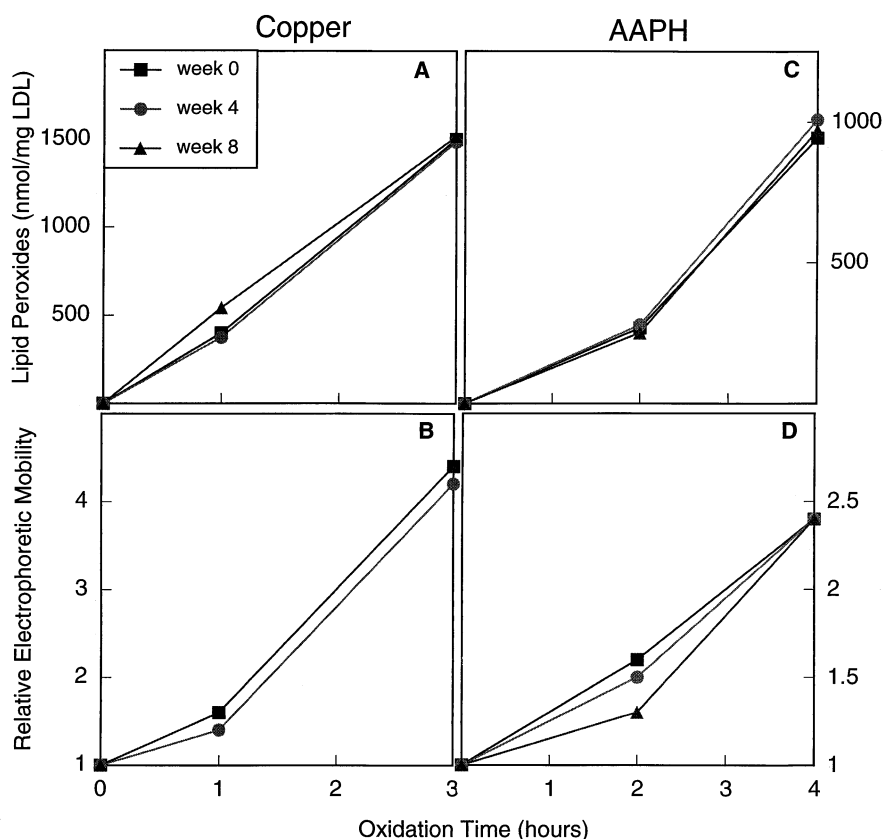 Copper
AAPH
week 0
week 4
week 8
A
C
Lipid Peroxides (nmol/mg LDL)
1500
1000
500
1000
500
B
D
Relative Electrophoretic Mobility
4
3
2
1
2.5
2
1.5
1
0 1 2 3 1 2 3 4
Oxidation Time (hours)